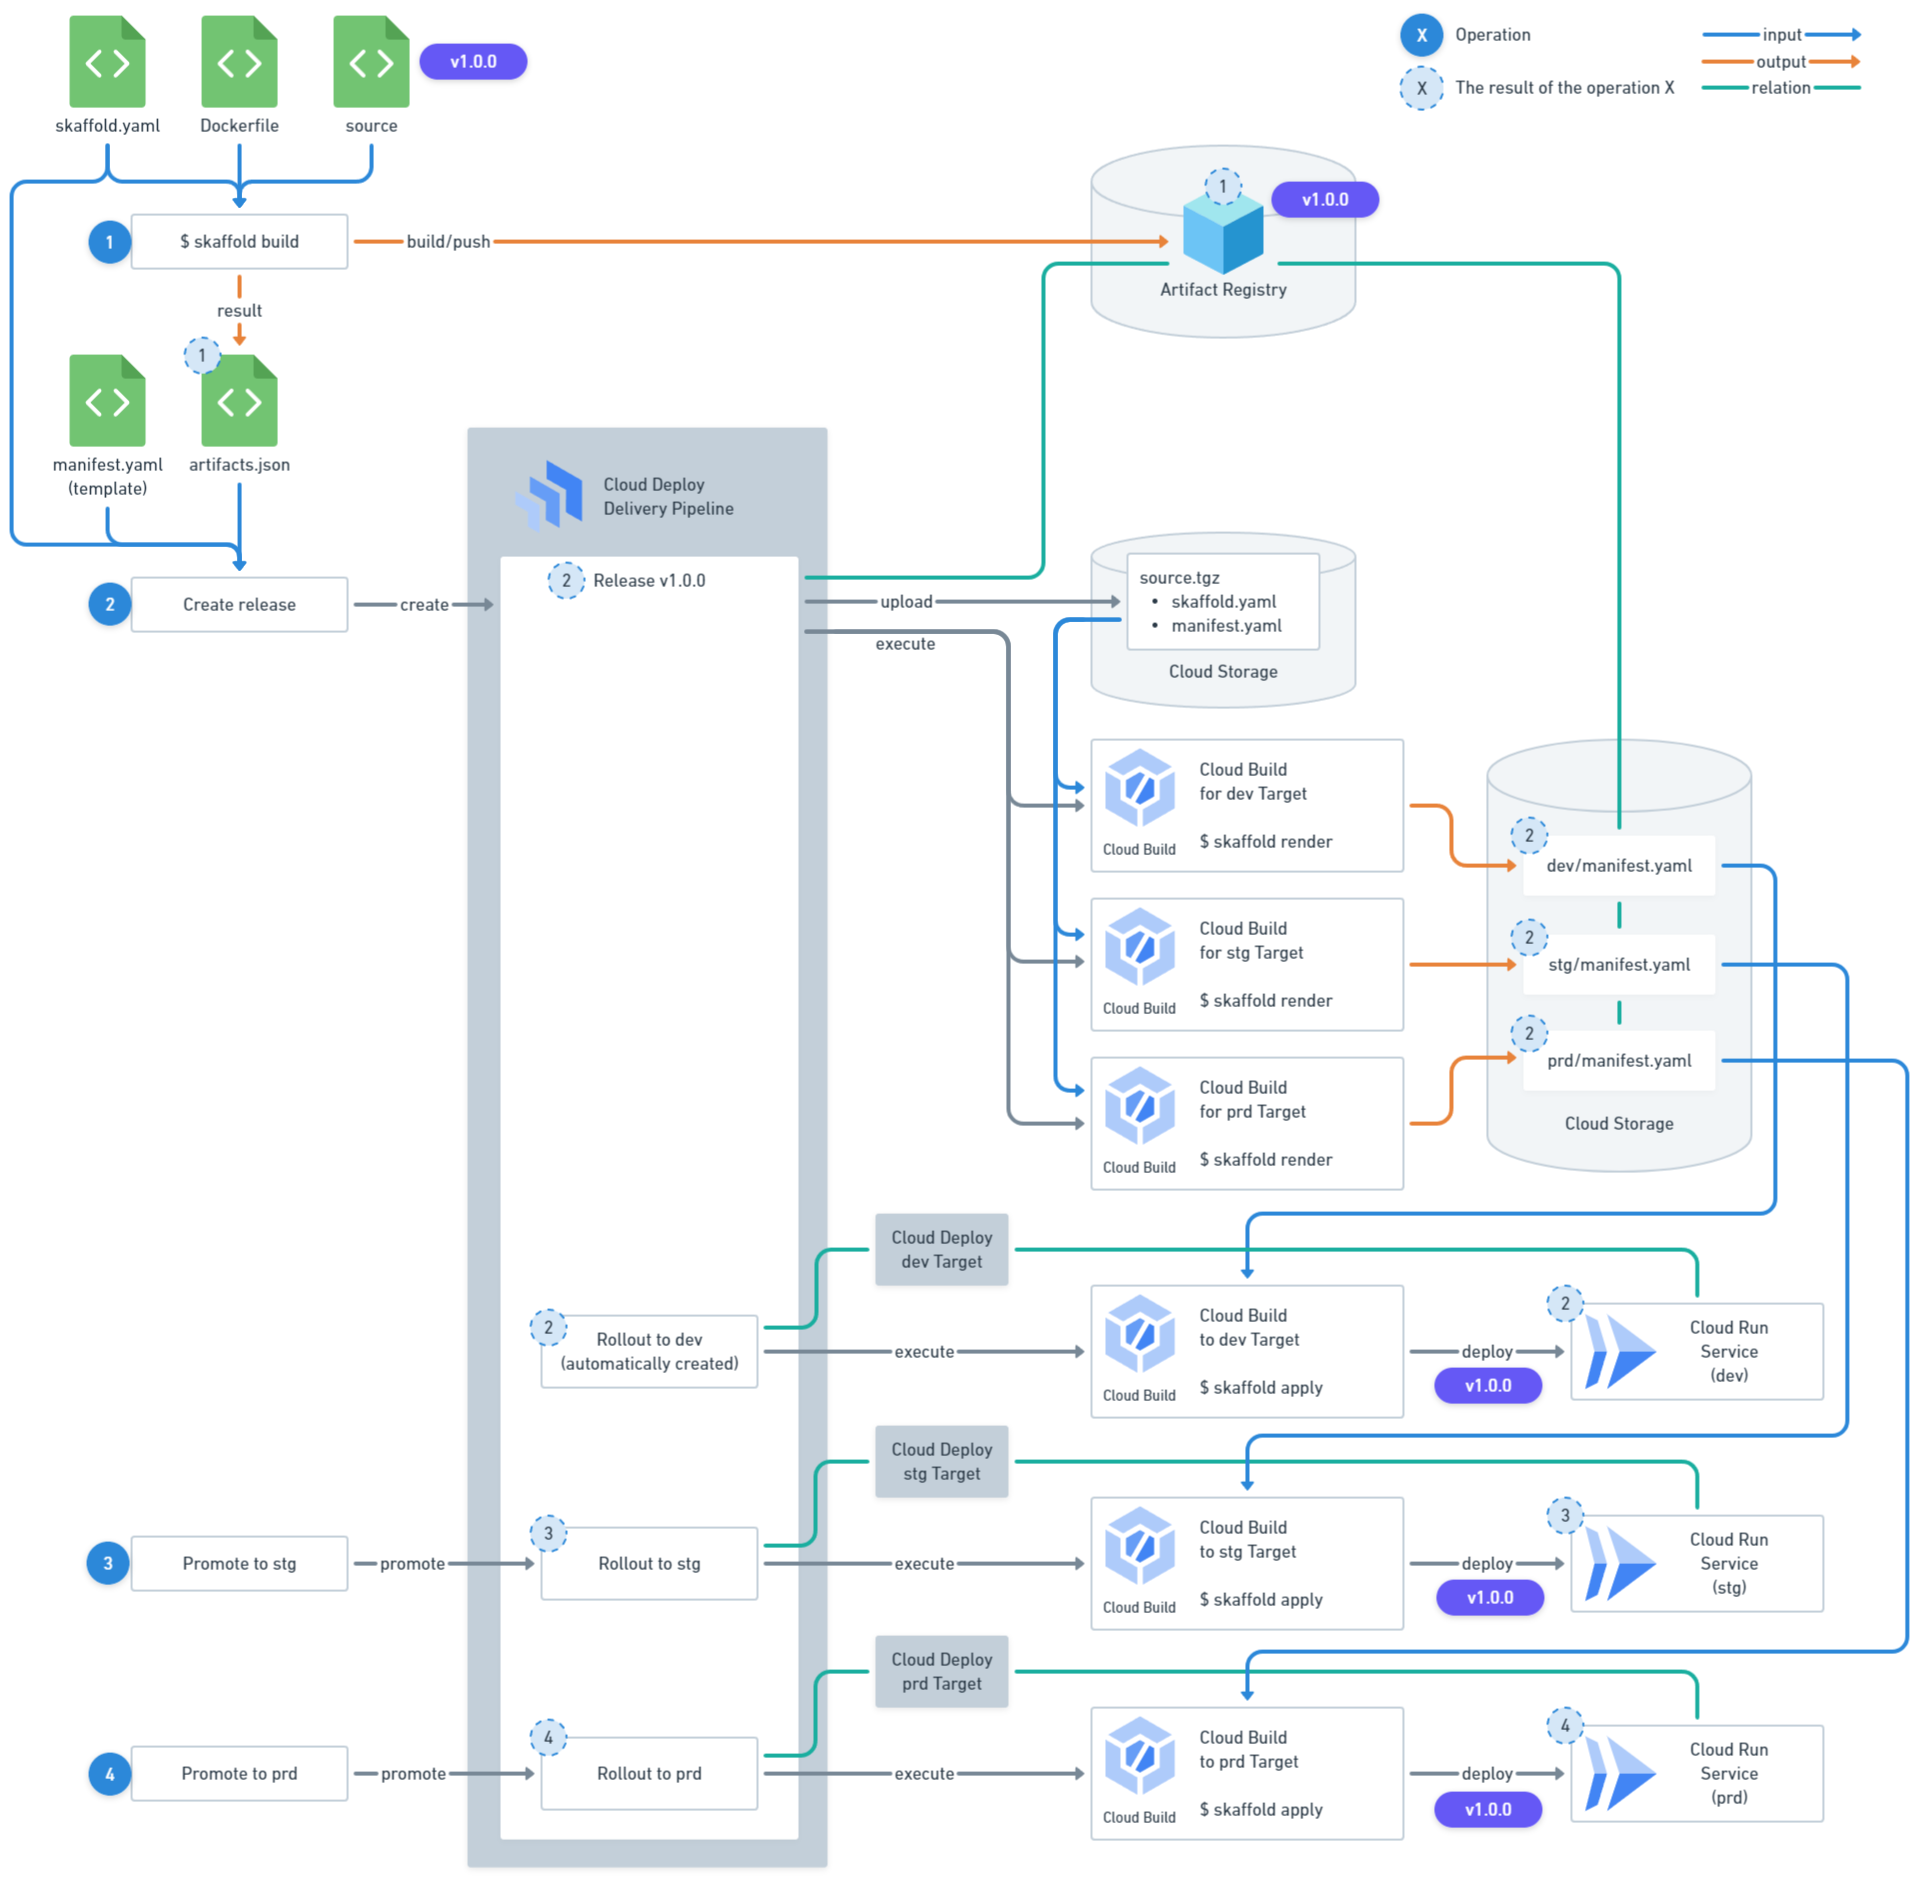 skaffold.yaml
Dockerfile
source
v1.0.0
X
Operation
X
The result of the operation X
input
output
relation
1
$ skaffold build
build/push
1
v1.0.0
Artifact Registry
result
1
manifest.yaml
(template)
artifacts.json
Cloud Deploy
Delivery Pipeline
2
Create release
create
2
Release v1.0.0
upload
execute
source.tgz
• skaffold.yaml
• manifest.yaml
Cloud Storage
Cloud Build
for dev Target
$ skaffold render
Cloud Build
Cloud Build
for stg Target
$ skaffold render
Cloud Build
Cloud Build
for prd Target
$ skaffold render
Cloud Build
2
dev/manifest.yaml
2
stg/manifest.yaml
2
prd/manifest.yaml
Cloud Storage
Cloud Deploy
dev Target
2
Rollout to dev
(automatically created)
execute
Cloud Build
to dev Target
$ skaffold apply
Cloud Build
deploy
v1.0.0
2
Cloud Run
Service
(dev)
Cloud Deploy
stg Target
3
Promote to stg
promote
3
Rollout to stg
execute
Cloud Build
to stg Target
$ skaffold apply
Cloud Build
deploy
v1.0.0
3
Cloud Run
Service
(stg)
Cloud Deploy
prd Target
4
Promote to prd
promote
4
Rollout to prd
execute
Cloud Build
to prd Target
$ skaffold apply
Cloud Build
deploy
v1.0.0
4
Cloud Run
Service
(prd)